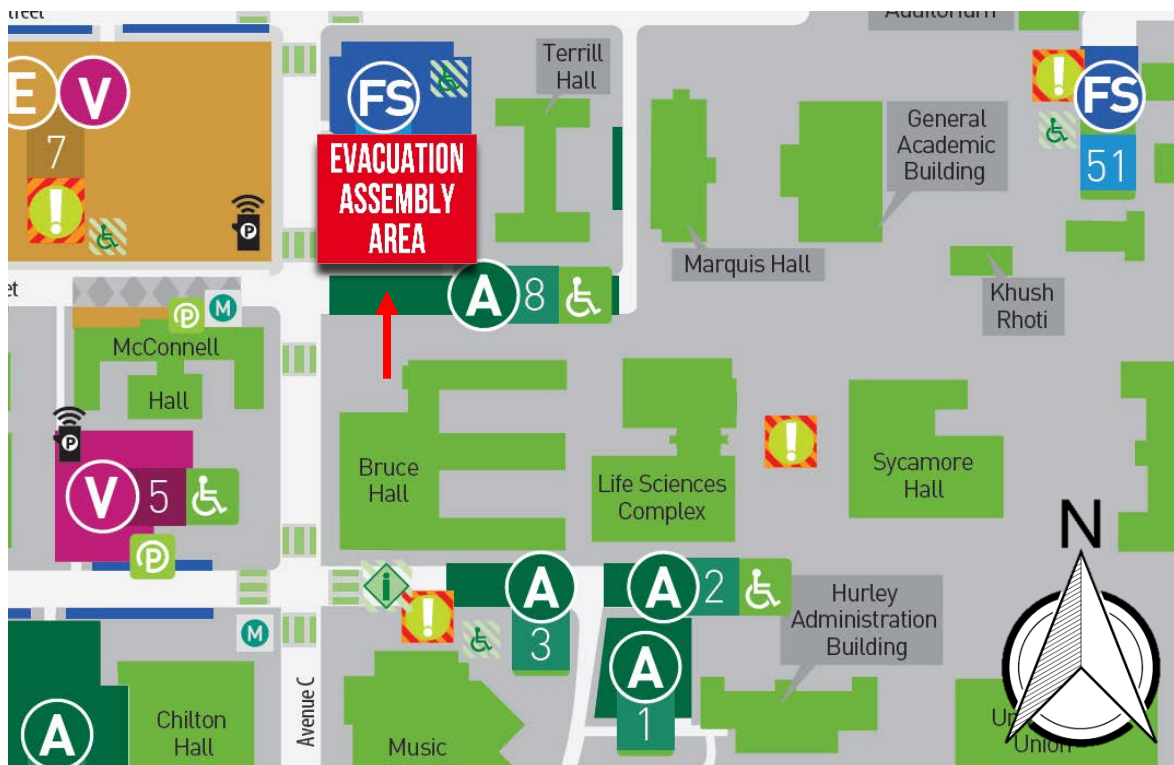 treet
Auditorium
E
V
7
FS
EVACUATION
ASSEMBLY
AREA
Terrill
Hall
General
Academic
Building
FS
51
!
!
Marquis Hall
Khush
Rhoti
et
A
8
P
M
McConnell
Hall
P
P
V
5
P
Bruce
Hall
Life Sciences
Complex
!
Sycamore
Hall
N
i
!
A
3
A
2
A
1
Hurley
Administration
Building
M
Avenue C
A
Chilton
Hall
Music
Un
Union